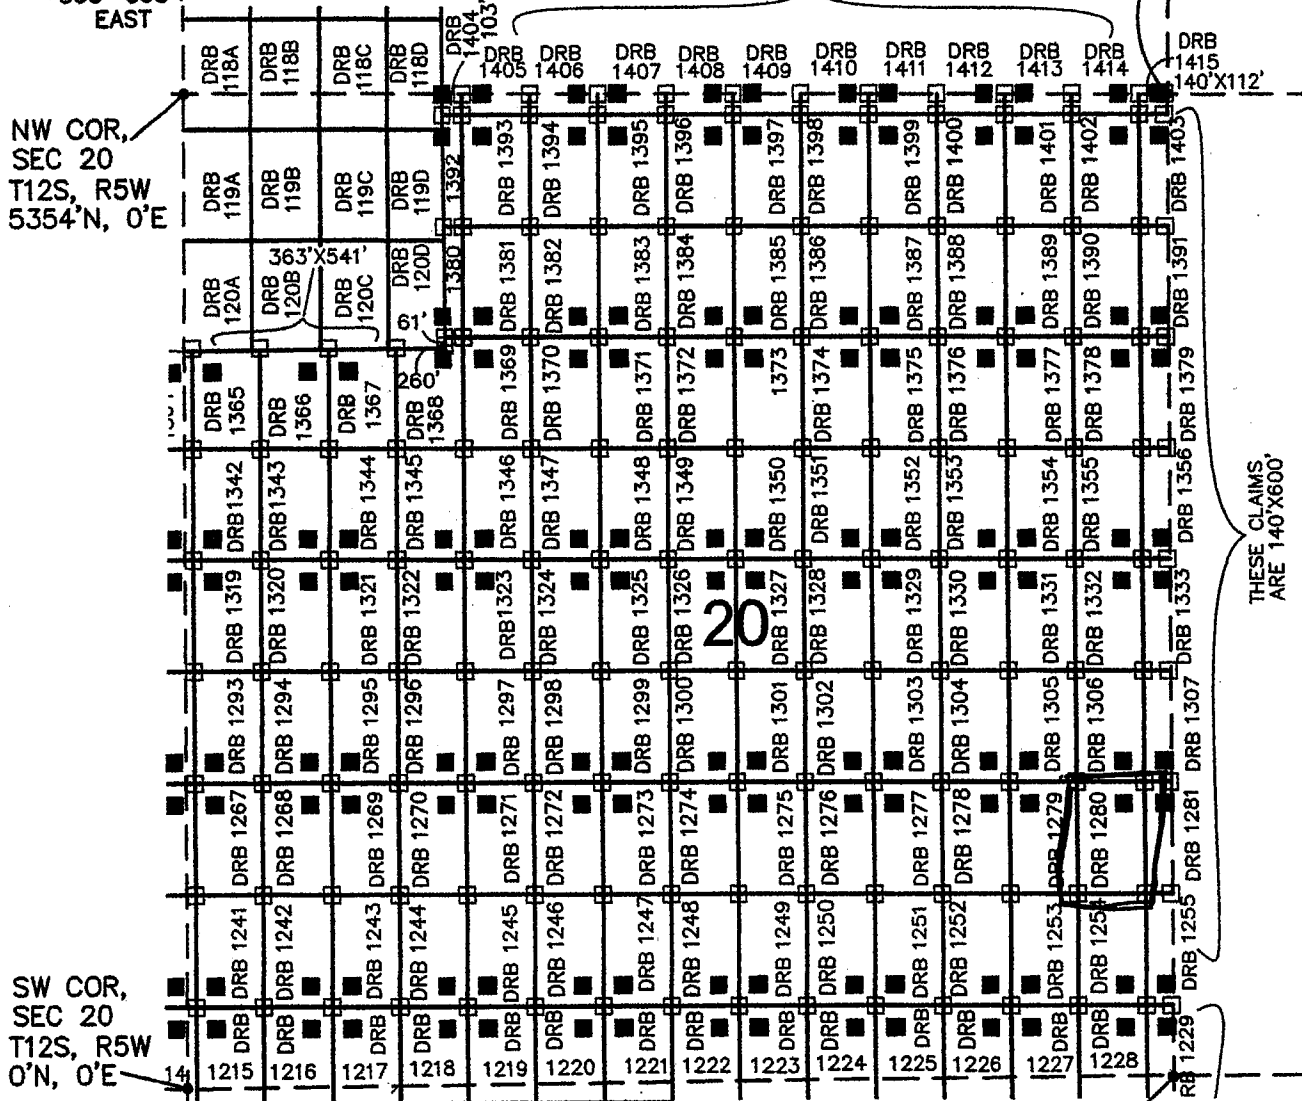 EAST
DRB 118A
DRB 118B
DRB 118C
DRB 118D
DRB 1404
103'
DRB 1405
DRB 1406
DRB 1407
DRB 1408
DRB 1409
DRB 1410
DRB 1411
DRB 1412
DRB 1413
DRB 1414
DRB 1415
140'X112'
NW COR,
SEC 20
T12S, R5W
5354'N, 0'E
DRB 119A
DRB 119B
DRB 119C
DRB 119D
1392
DRB 1393
DRB 1394
DRB 1395
DRB 1396
DRB 1397
DRB 1398
DRB 1399
DRB 1400
DRB 1401
DRB 1402
DRB 1403
363'X541'
DRB 120A
DRB 120B
DRB 120C
DRB 120D
1380
DRB 1381
DRB 1382
DRB 1383
DRB 1384
DRB 1385
DRB 1386
DRB 1387
DRB 1388
DRB 1389
DRB 1390
DRB 1391
61'
260'
DRB 1365
DRB 1366
DRB 1367
DRB 1368
DRB 1369
DRB 1370
DRB 1371
DRB 1372
1373
DRB 1374
DRB 1375
DRB 1376
DRB 1377
DRB 1378
DRB 1379
DRB1342
DRB1343
DRB 1344
DRB 1345
DRB 1346
DRB 1347
DRB 1348
DRB 1349
DRB 1350
DRB 1351
DRB 1352
DRB 1353
DRB 1354
DRB 1355
DRB 1356
THESE CLAIMS
ARE 140'X600'
DRB 1319
DRB 1320
DRB 1321
DRB 1322
DRB 1323
DRB 1324
DRB 1325
DRB 1326
20
DRB 1327
DRB 1328
DRB 1329
DRB 1330
DRB 1331
DRB 1332
DRB 1333
DRB 1293
DRB 1294
DRB 1295
DRB 1296
DRB 1297
DRB 1298
DRB 1299
DRB 1300
DRB 1301
DRB 1302
DRB 1303
DRB 1304
DRB 1305
DRB 1306
DRB 1307
DRB 1267
DRB 1268
DRB 1269
DRB 1270
DRB 1271
DRB 1272
DRB 1273
DRB 1274
DRB 1275
DRB 1276
DRB 1277
DRB 1278
DRB 1279
DRB 1280
DRB 1281
DRB 1241
DRB 1242
DRB 1243
DRB 1244
DRB 1245
DRB 1246
DRB 1247
DRB 1248
DRB 1249
DRB 1250
DRB 1251
DRB 1252
DRB 1253
DRB 1254
DRB 1255
SW COR,
SEC 20
T12S, R5W
0'N, 0'E
14
DRB 1215
DRB 1216
DRB 1217
DRB 1218
DRB 1219
DRB 1220
DRB 1221
DRB 1222
DRB 1223
DRB 1224
DRB 1225
DRB 1226
DRB 1227
DRB 1228
RB 1229